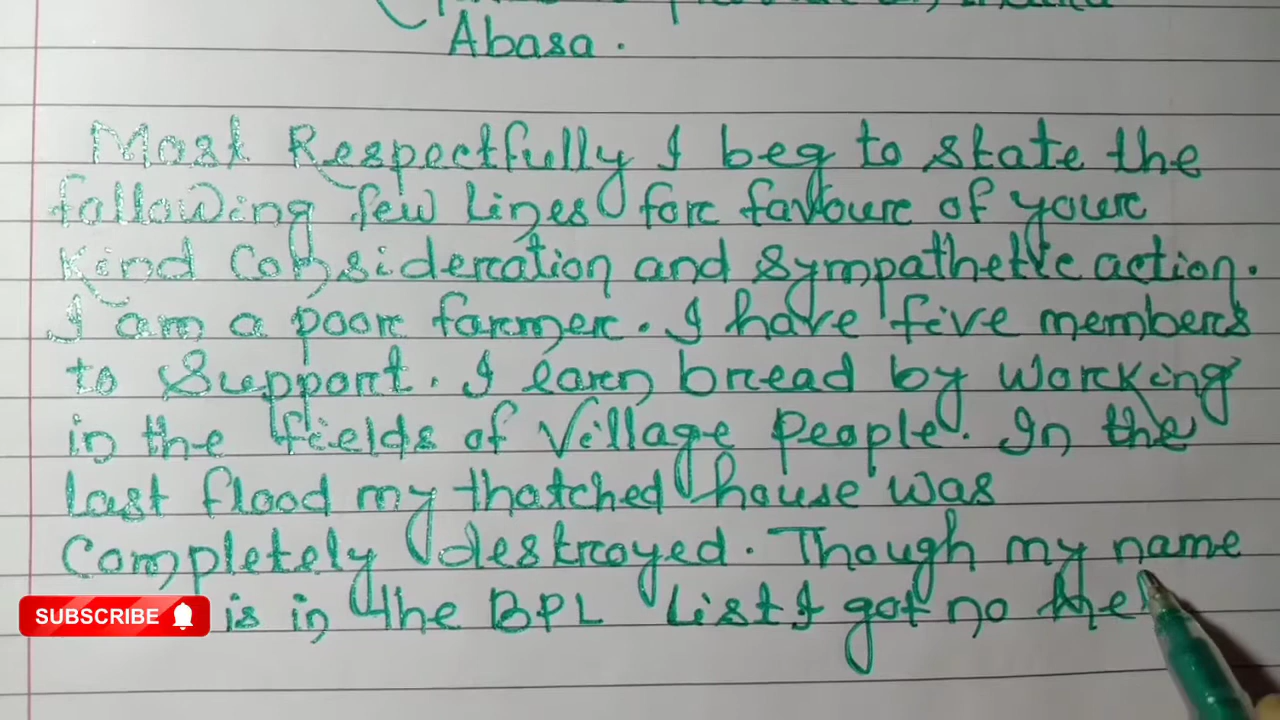 Abasa.
Most Respectfully I beg to state the
following few lines for favour of your
kind consideration and sympathetic action.
I am a poor farmer. I have five members
to support. I earn bread by working
in the fields of village people. In the
last flood my thatched house was
completely destroyed. Though my name
is in the BPL list I got no
SUBSCRIBE